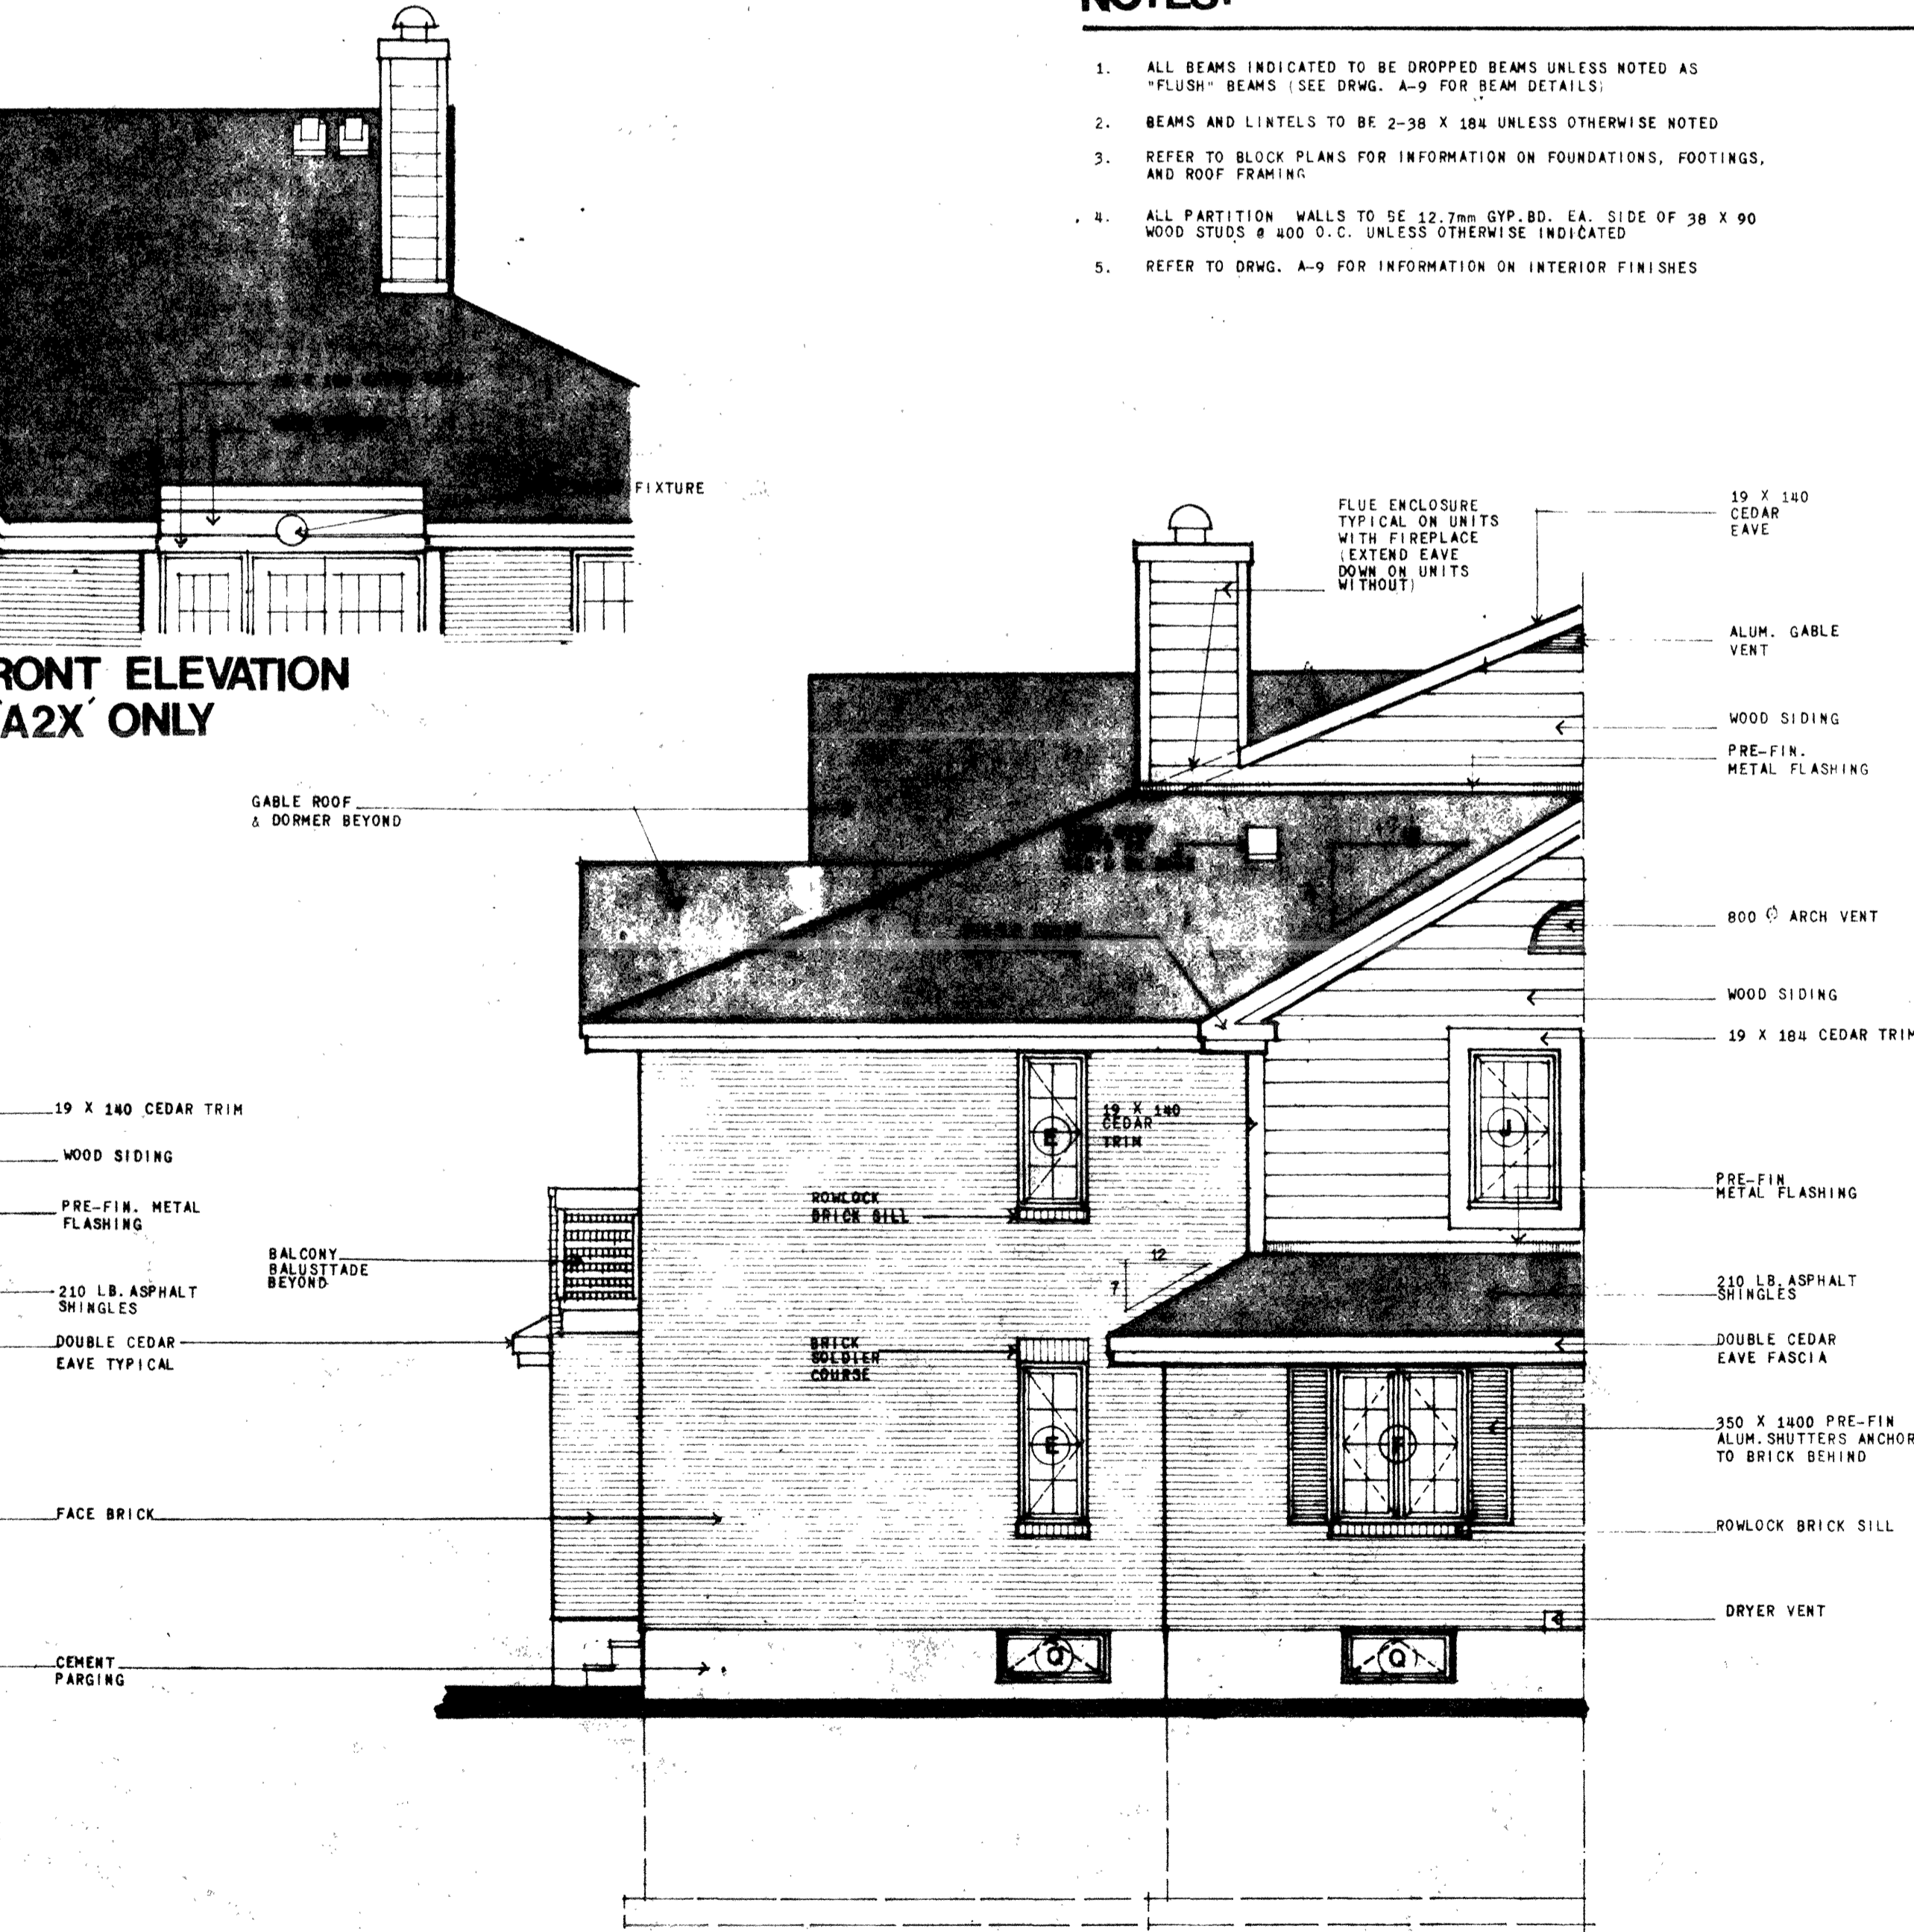 NOTES:
1. ALL BEAMS INDICATED TO BE DROPPED BEAMS UNLESS NOTED AS
"FLUSH" BEAMS (SEE DRWG. A-9 FOR BEAM DETAILS)
2. BEAMS AND LINTELS TO BE 2-38 X 184 UNLESS OTHERWISE NOTED
3. REFER TO BLOCK PLANS FOR INFORMATION ON FOUNDATIONS, FOOTINGS,
AND ROOF FRAMING
4. ALL PARTITION WALLS TO BE 12.7mm GYP.BD. EA. SIDE OF 38 X 90
WOOD STUDS @ 400 O.C. UNLESS OTHERWISE INDICATED
5. REFER TO DRWG. A-9 FOR INFORMATION ON INTERIOR FINISHES
FIXTURE
RONT ELEVATION
'A2X' ONLY
FLUE ENCLOSURE
TYPICAL ON UNITS
WITH FIREPLACE
(EXTEND EAVE
DOWN ON UNITS
WITHOUT)
19 X 140
CEDAR
EAVE
ALUM. GABLE
VENT
WOOD SIDING
PRE-FIN.
METAL FLASHING
GABLE ROOF
& DORMER BEYOND
12
800 Ø ARCH VENT
WOOD SIDING
19 X 184 CEDAR TRIM
19 X 140 CEDAR TRIM
WOOD SIDING
PRE-FIN. METAL
FLASHING
BALCONY
BALUSTTADE
BEYOND
210 LB. ASPHALT
SHINGLES
DOUBLE CEDAR
EAVE TYPICAL
FACE BRICK
CEMENT
PARGING
E
19 X 140
CEDAR
TRIM
J
ROWLOCK
BRICK SILL
12
7
BRICK
SOLDIER
COURSE
E
F
Q
Q
PRE-FIN
METAL FLASHING
210 LB. ASPHALT
SHINGLES
DOUBLE CEDAR
EAVE FASCIA
350 X 1400 PRE-FIN
ALUM. SHUTTERS ANCHOR
TO BRICK BEHIND
ROWLOCK BRICK SILL
DRYER VENT